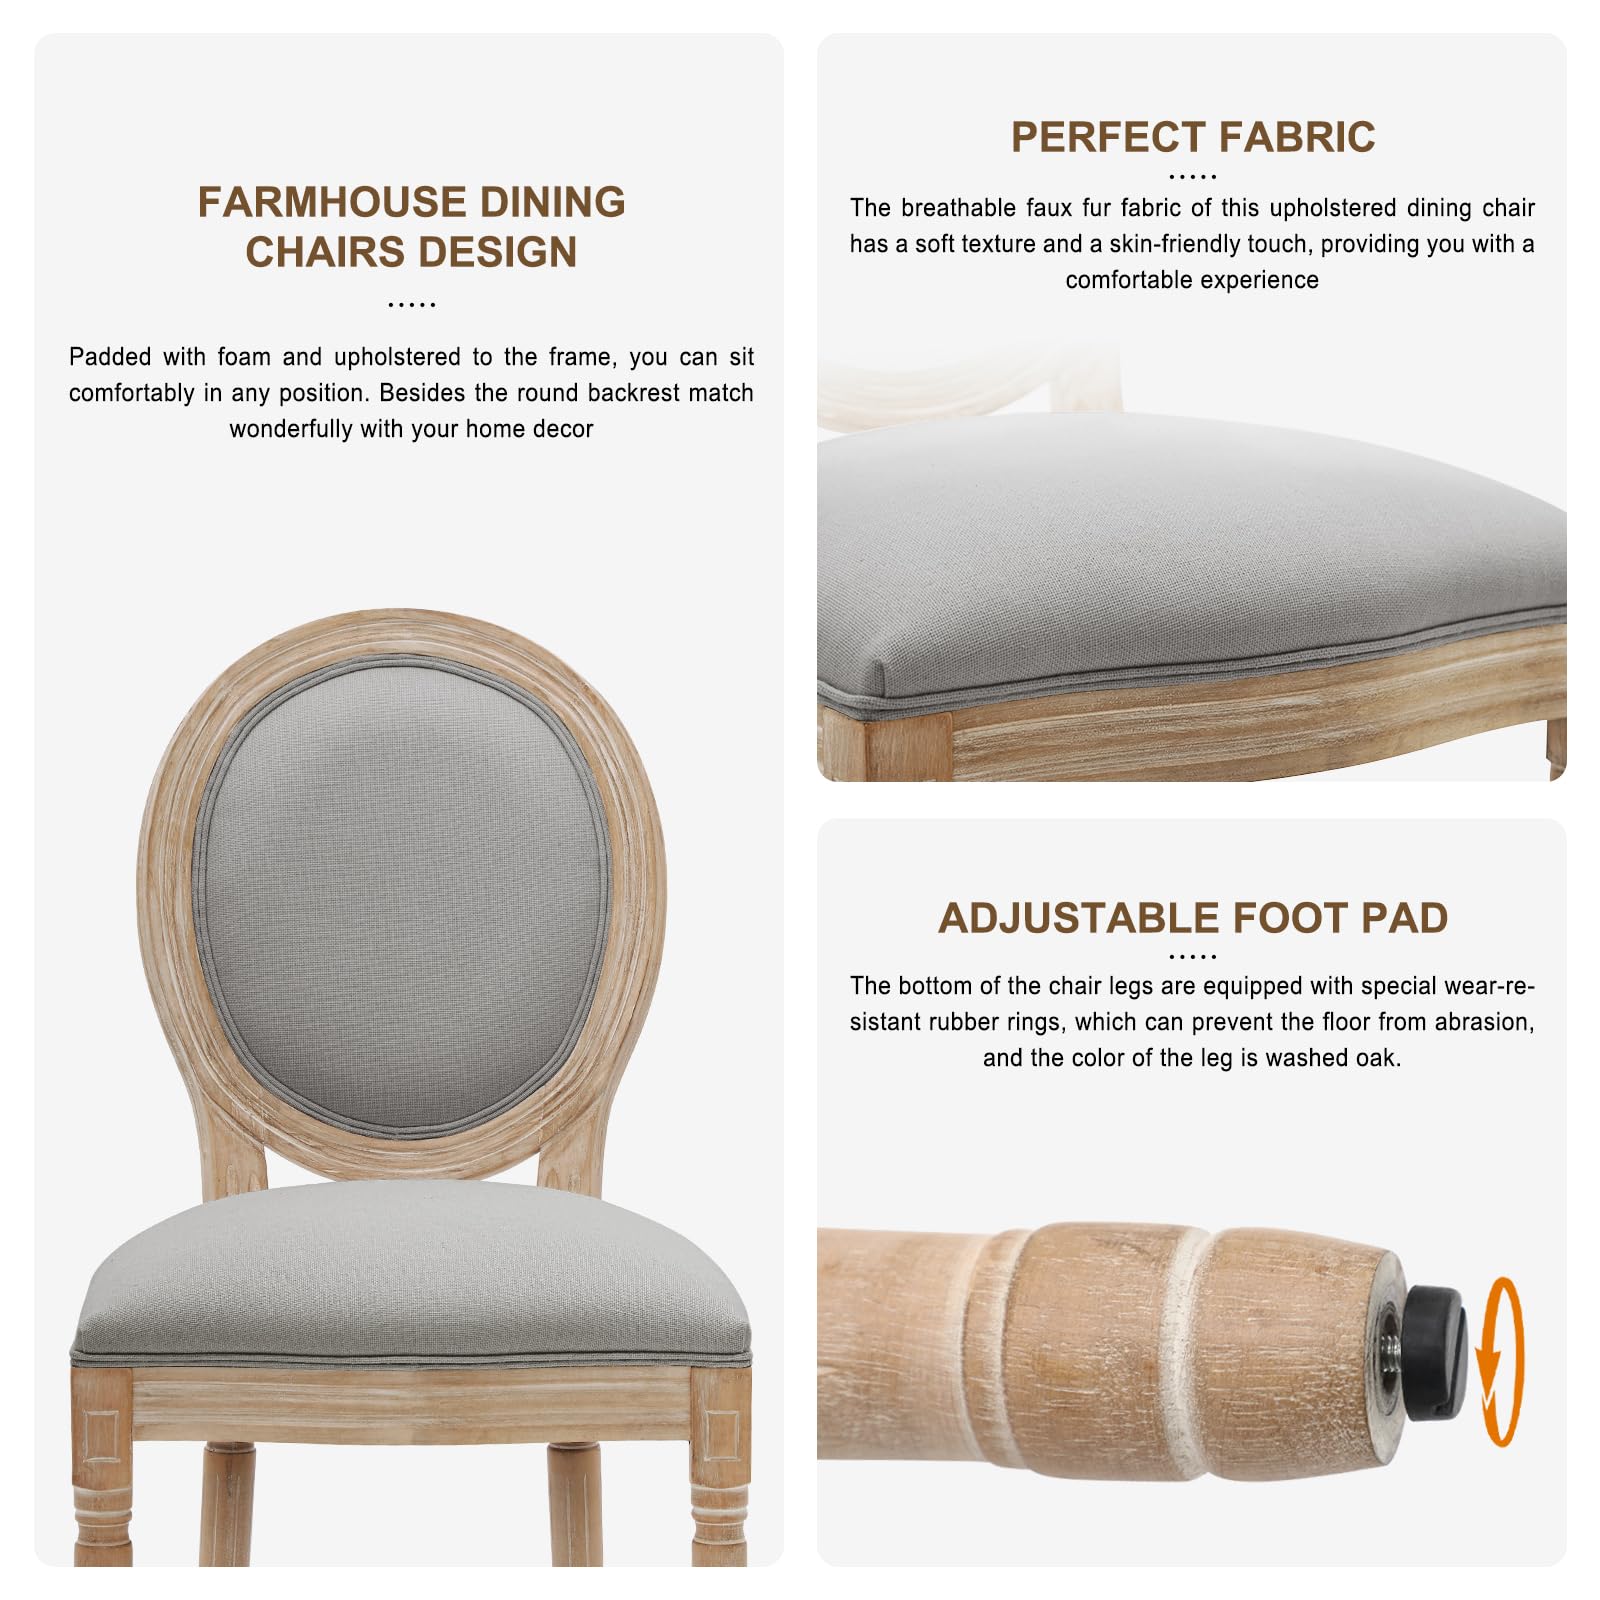 FARMHOUSE DINING
CHAIRS DESIGN
Padded with foam and upholstered to the frame, you can sit
comfortably in any position. Besides the round backrest match
wonderfully with your home decor
PERFECT FABRIC
The breathable faux fur fabric of this upholstered dining chair
has a soft texture and a skin-friendly touch, providing you with a
comfortable experience
ADJUSTABLE FOOT PAD
The bottom of the chair legs are equipped with special wear-re-
sistant rubber rings, which can prevent the floor from abrasion,
and the color of the leg is washed oak.